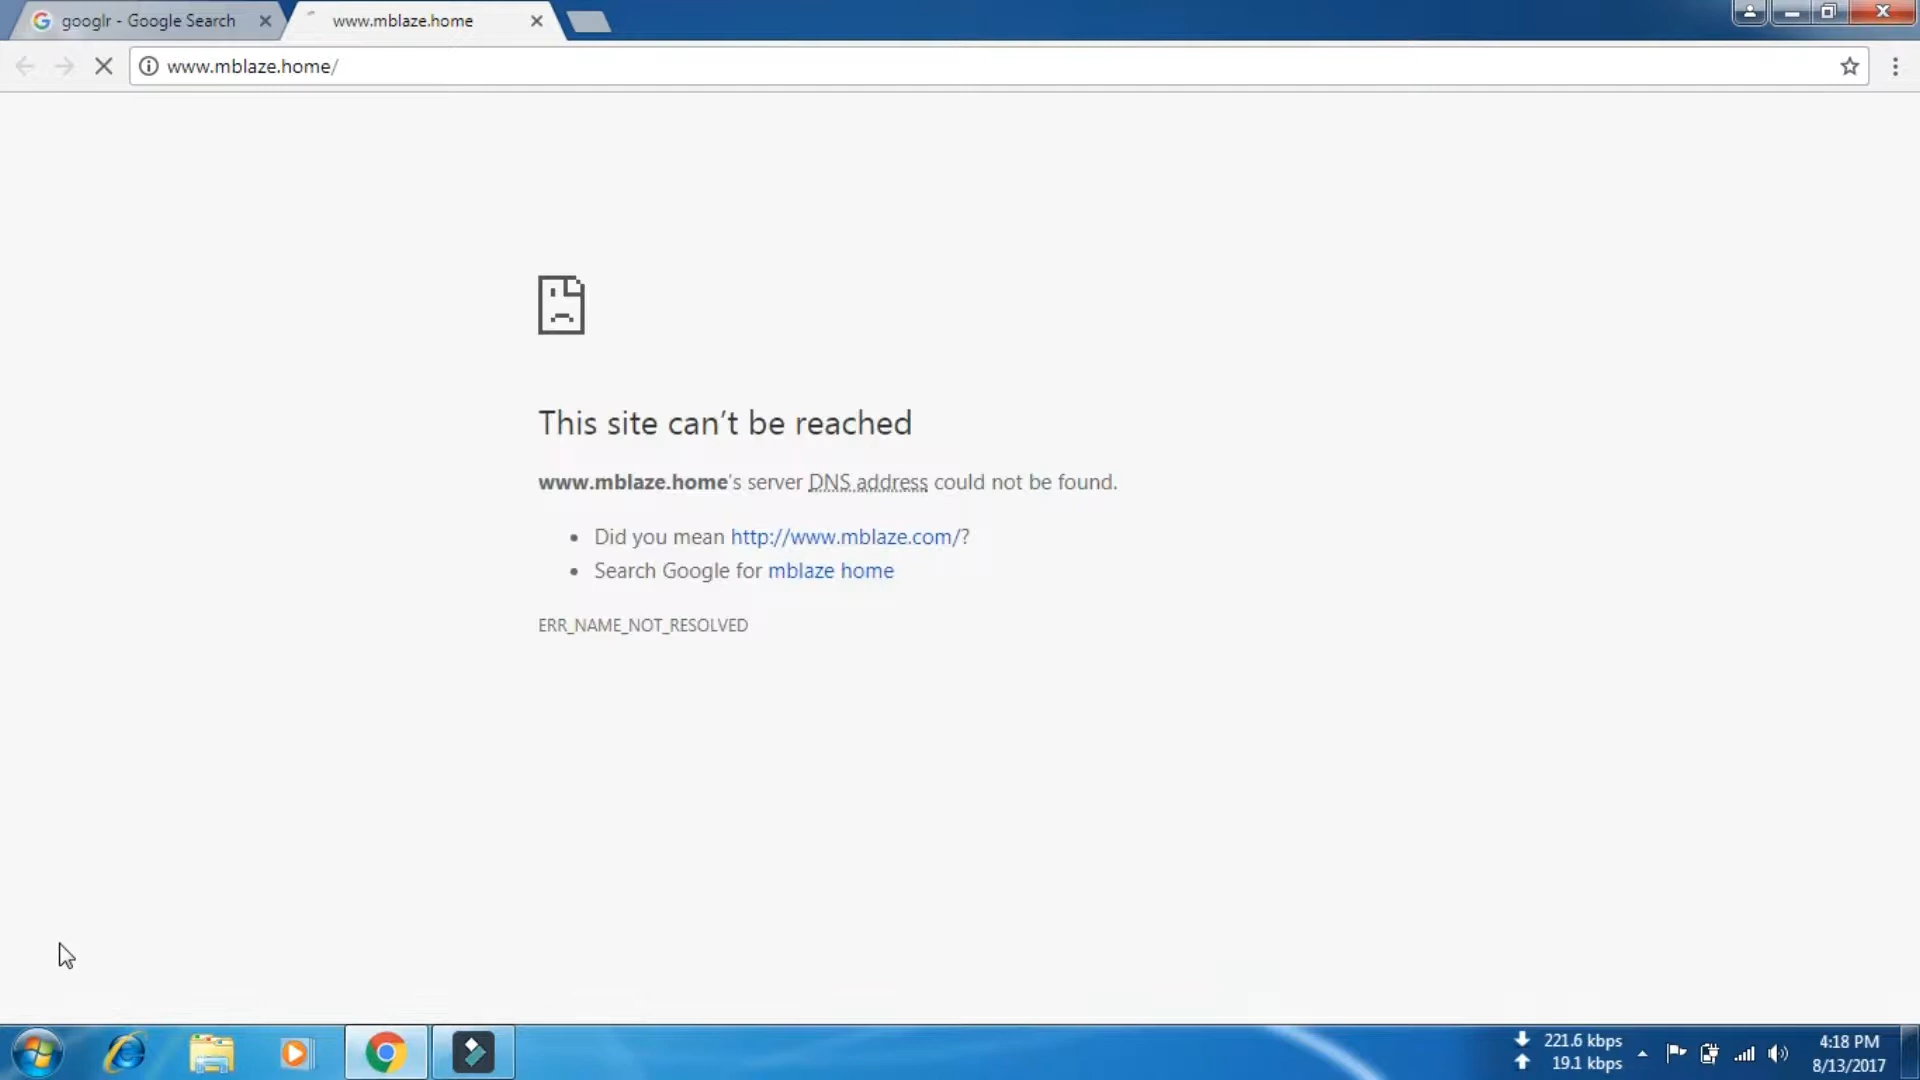 googlr - Google Search
www.mblaze.home
www.mblaze.home/
This site can’t be reached
www.mblaze.home's server DNS address could not be found.
Did you mean http://www.mblaze.com/?
Search Google for mblaze home
ERR_NAME_NOT_RESOLVED
221.6 kbps
19.1 kbps
4:18 PM
8/13/2017